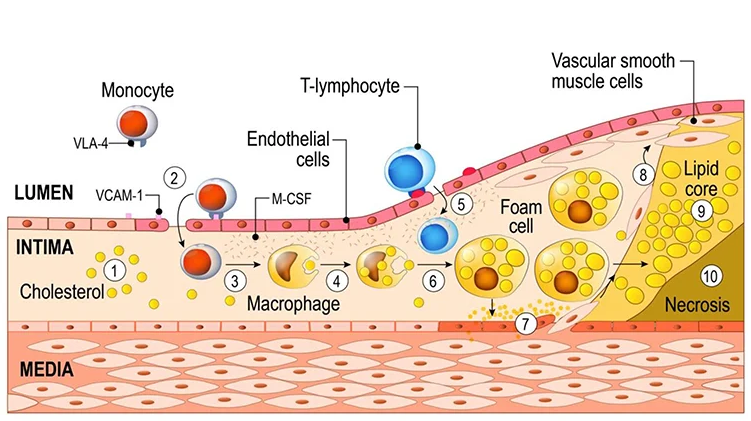 Vascular smooth
muscle cells
Monocyte
T-lymphocyte
VLA-4
Endothelial
cells
LUMEN
VCAM-1
2
M-CSF
5
8
Lipid
core
9
Foam
cell
INTIMA
1
Cholesterol
3
4
6
Macrophage
7
10
Necrosis
MEDIA